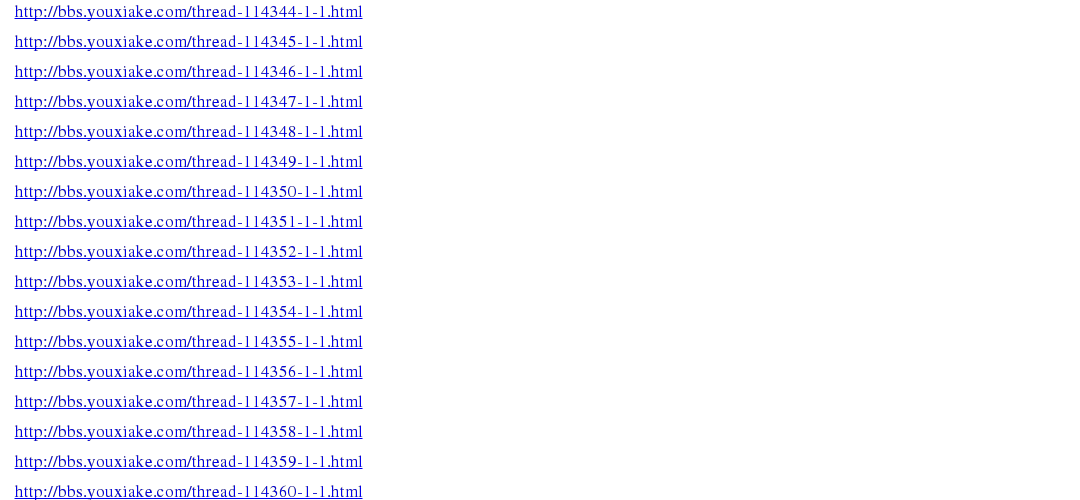 http://bbs.youxiake.com/thread-114344-1-1.html
http://bbs.youxiake.com/thread-114345-1-1.html
http://bbs.youxiake.com/thread-114346-1-1.html
http://bbs.youxiake.com/thread-114347-1-1.html
http://bbs.youxiake.com/thread-114348-1-1.html
http://bbs.youxiake.com/thread-114349-1-1.html
http://bbs.youxiake.com/thread-114350-1-1.html
http://bbs.youxiake.com/thread-114351-1-1.html
http://bbs.youxiake.com/thread-114352-1-1.html
http://bbs.youxiake.com/thread-114353-1-1.html
http://bbs.youxiake.com/thread-114354-1-1.html
http://bbs.youxiake.com/thread-114355-1-1.html
http://bbs.youxiake.com/thread-114356-1-1.html
http://bbs.youxiake.com/thread-114357-1-1.html
http://bbs.youxiake.com/thread-114358-1-1.html
http://bbs.youxiake.com/thread-114359-1-1.html
http://bbs.youxiake.com/thread-114360-1-1.html